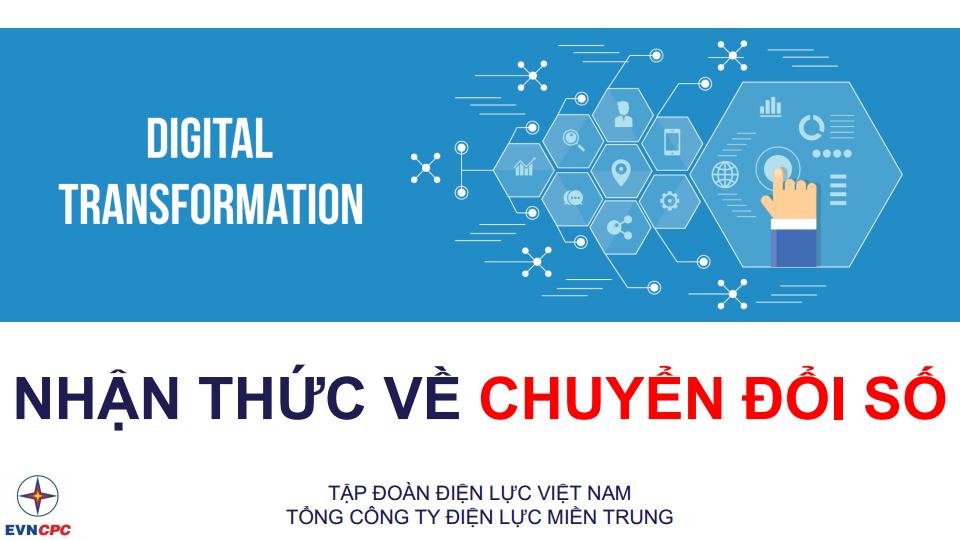 DIGITAL
TRANSFORMATION
NHẬN THỨC VỀ CHUYỂN ĐỔI SỐ
TẬP ĐOÀN ĐIỆN LỰC VIỆT NAM
TỔNG CÔNG TY ĐIỆN LỰC MIỀN TRUNG
EVNCPC